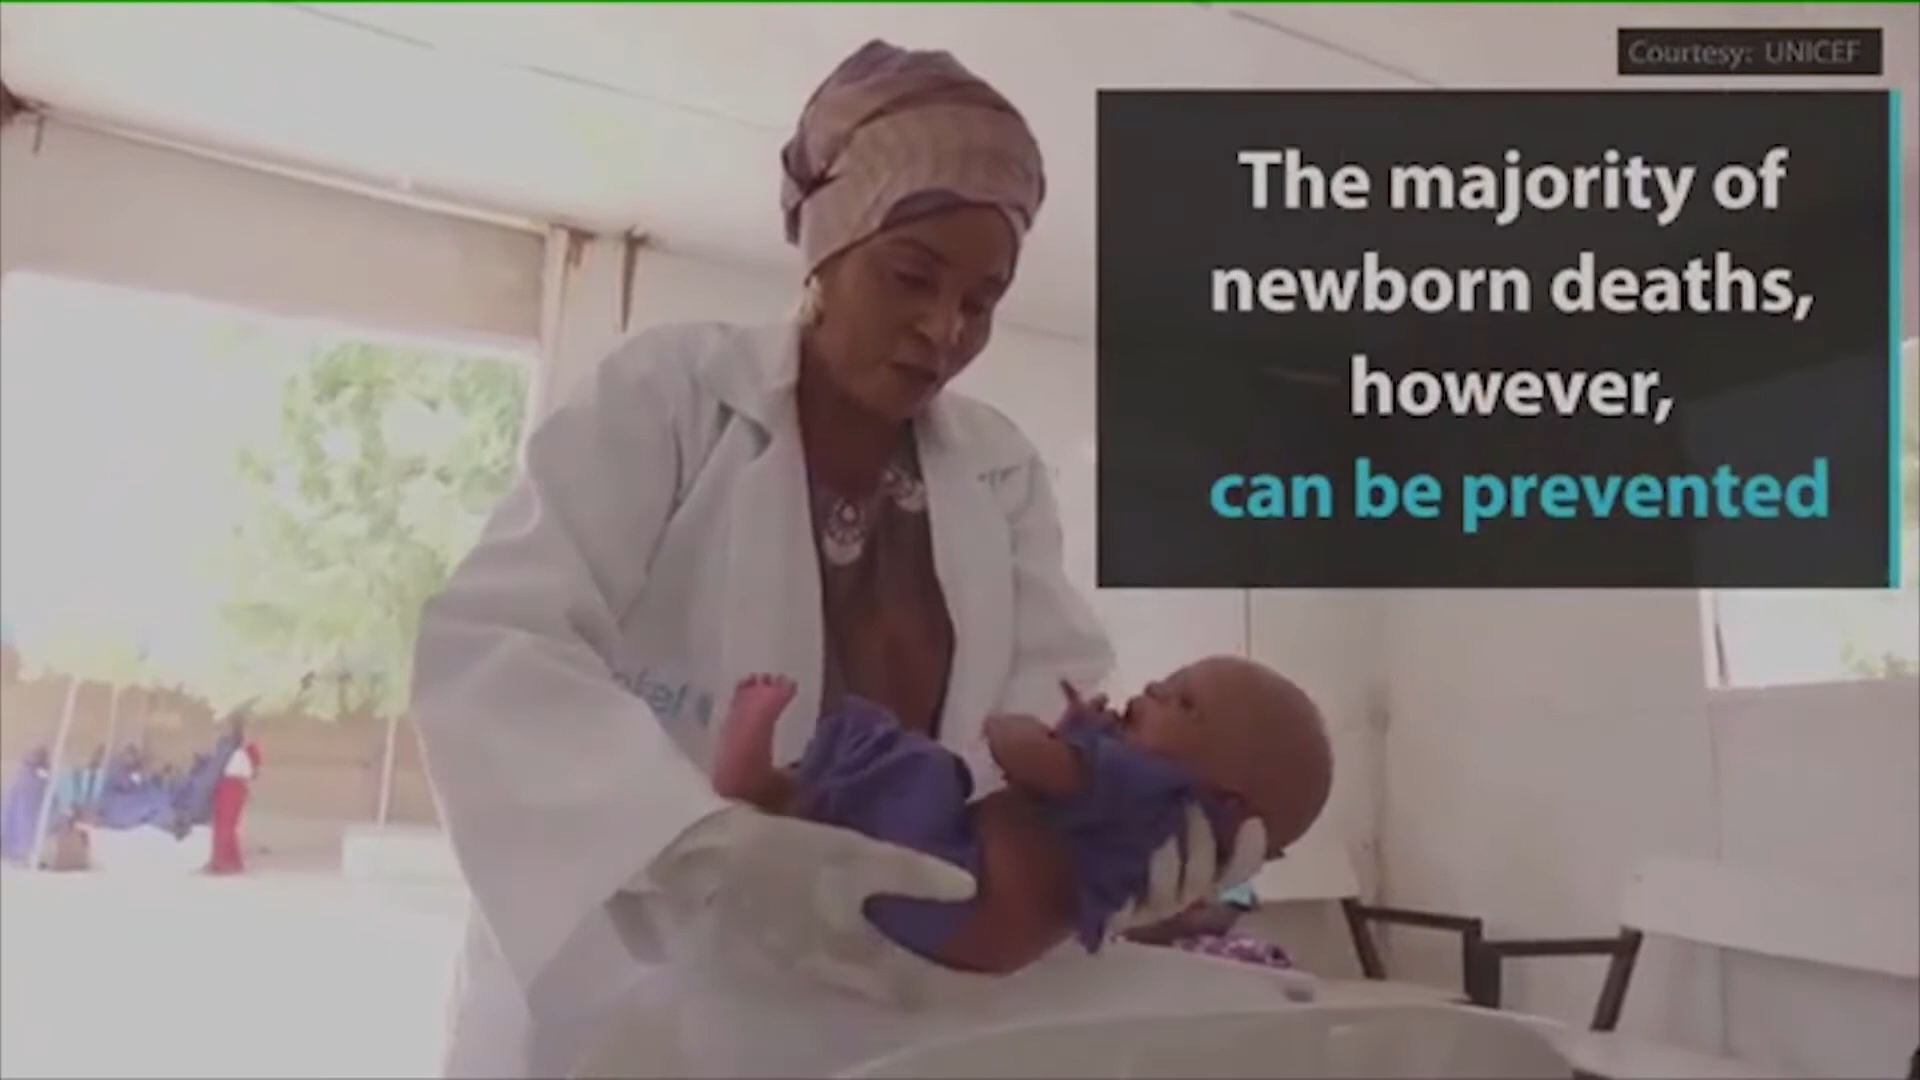 Courtesy: UNICEF
The majority of
newborn deaths,
however,
can be prevented